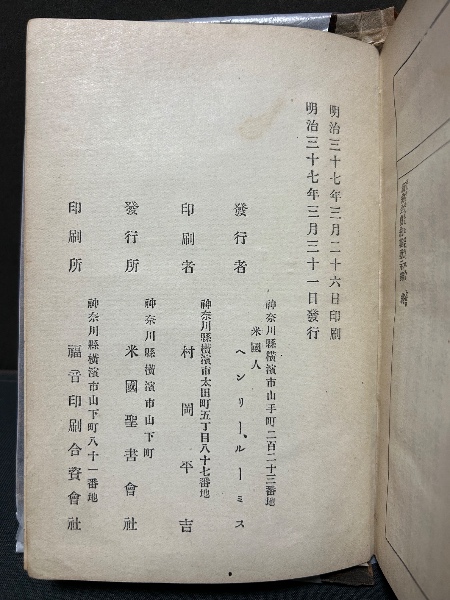 明治三十七年三月二十六日印刷
明治三十七年三月三十一日發行
神奈川縣橫濱市山手町二百二十三番地
米國人
發行者 ヘンリー、ルーミス
神奈川縣橫濱市太田町五丁目八十七番地
印刷者 村岡平吉
神奈川縣橫濱市山下町
發行所 米國聖書會社
神奈川縣橫濱市山下町八十一番地
印刷所 福音印刷合資會社